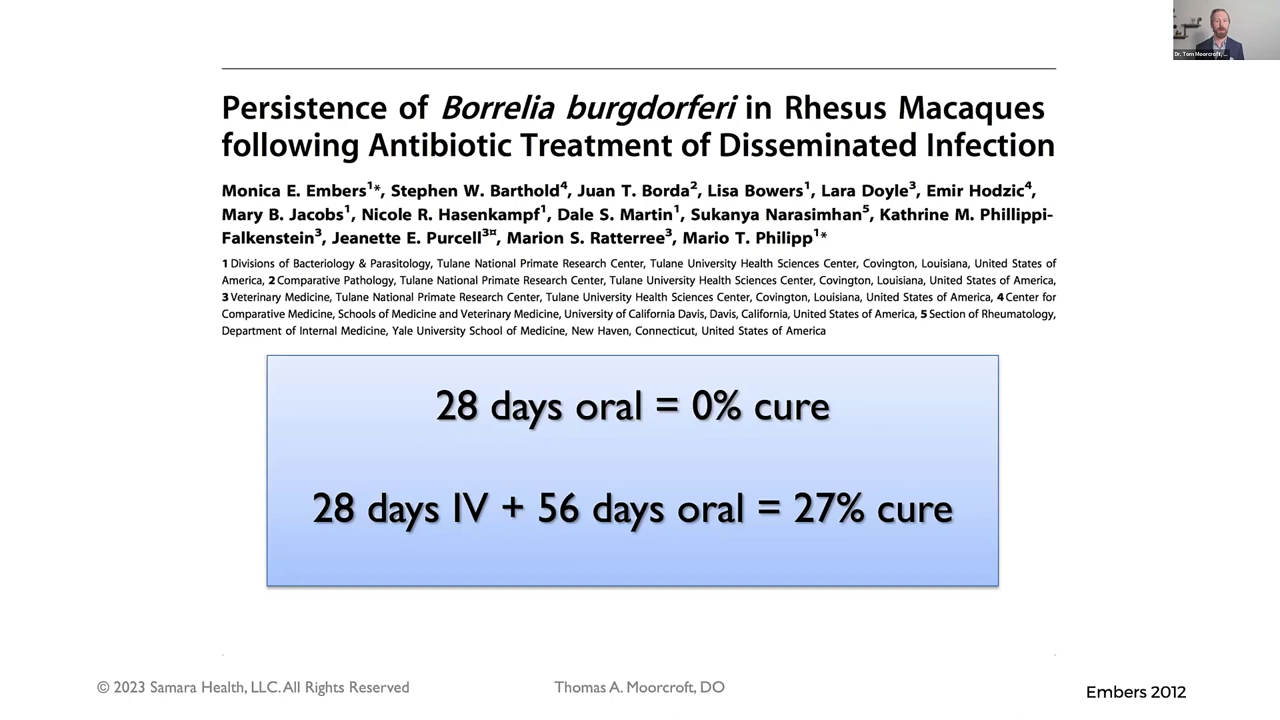 Dr. Tom Moorcroft, ...
Persistence of Borrelia burgdorferi in Rhesus Macaques
following Antibiotic Treatment of Disseminated Infection
Monica E. Embers1*, Stephen W. Barthold4, Juan T. Borda2, Lisa Bowers1, Lara Doyle3, Emir Hodzic4,
Mary B. Jacobs1, Nicole R. Hasenkampf1, Dale S. Martin1, Sukanya Narasimhan5, Kathrine M. Phillippi-
Falkenstein3, Jeanette E. Purcell3¤, Marion S. Ratterree3, Mario T. Philipp1*
1 Divisions of Bacteriology & Parasitology, Tulane National Primate Research Center, Tulane University Health Sciences Center, Covington, Louisiana, United States of
America, 2 Comparative Pathology, Tulane National Primate Research Center, Tulane University Health Sciences Center, Covington, Louisiana, United States of America,
3 Veterinary Medicine, Tulane National Primate Research Center, Tulane University Health Sciences Center, Covington, Louisiana, United States of America, 4 Center for
Comparative Medicine, Schools of Medicine and Veterinary Medicine, University of California Davis, Davis, California, United States of America, 5 Section of Rheumatology,
Department of Internal Medicine, Yale University School of Medicine, New Haven, Connecticut, United States of America
28 days oral = 0% cure
28 days IV + 56 days oral = 27% cure
© 2023 Samara Health, LLC. All Rights Reserved
Thomas A. Moorcroft, DO
Embers 2012